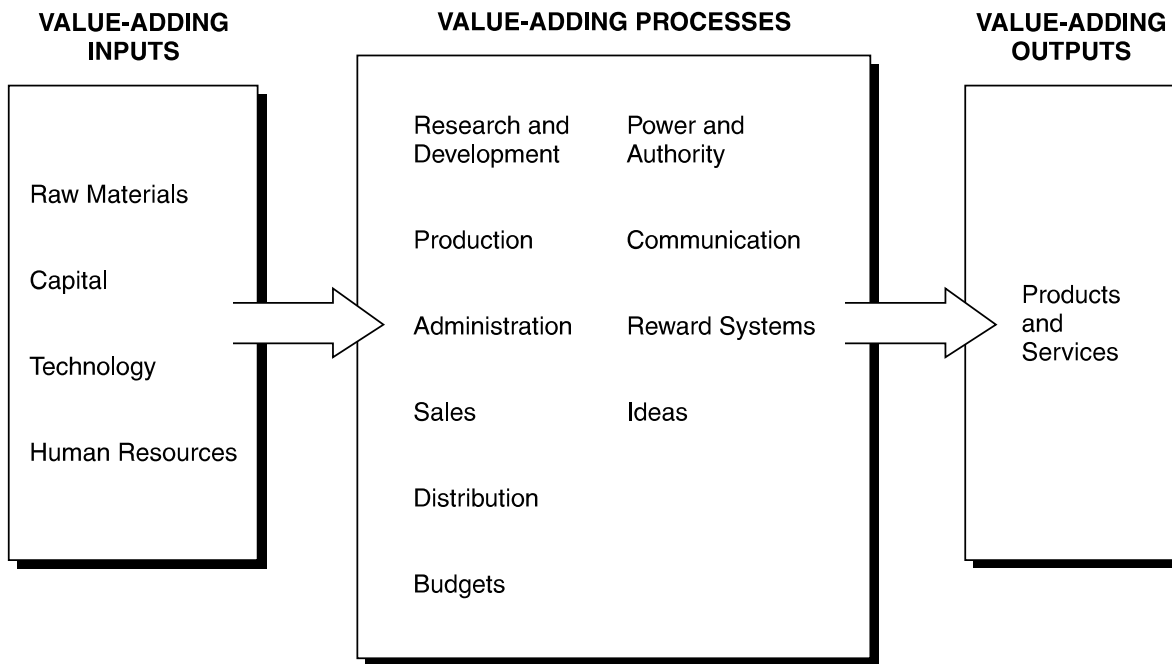 VALUE-ADDING
INPUTS
Raw Materials
Capital
Technology
Human Resources
VALUE-ADDING PROCESSES
Research and
Development
Production
Administration
Sales
Distribution
Budgets
Power and
Authority
Communication
Reward Systems
Ideas
VALUE-ADDING
OUTPUTS
Products
and
Services